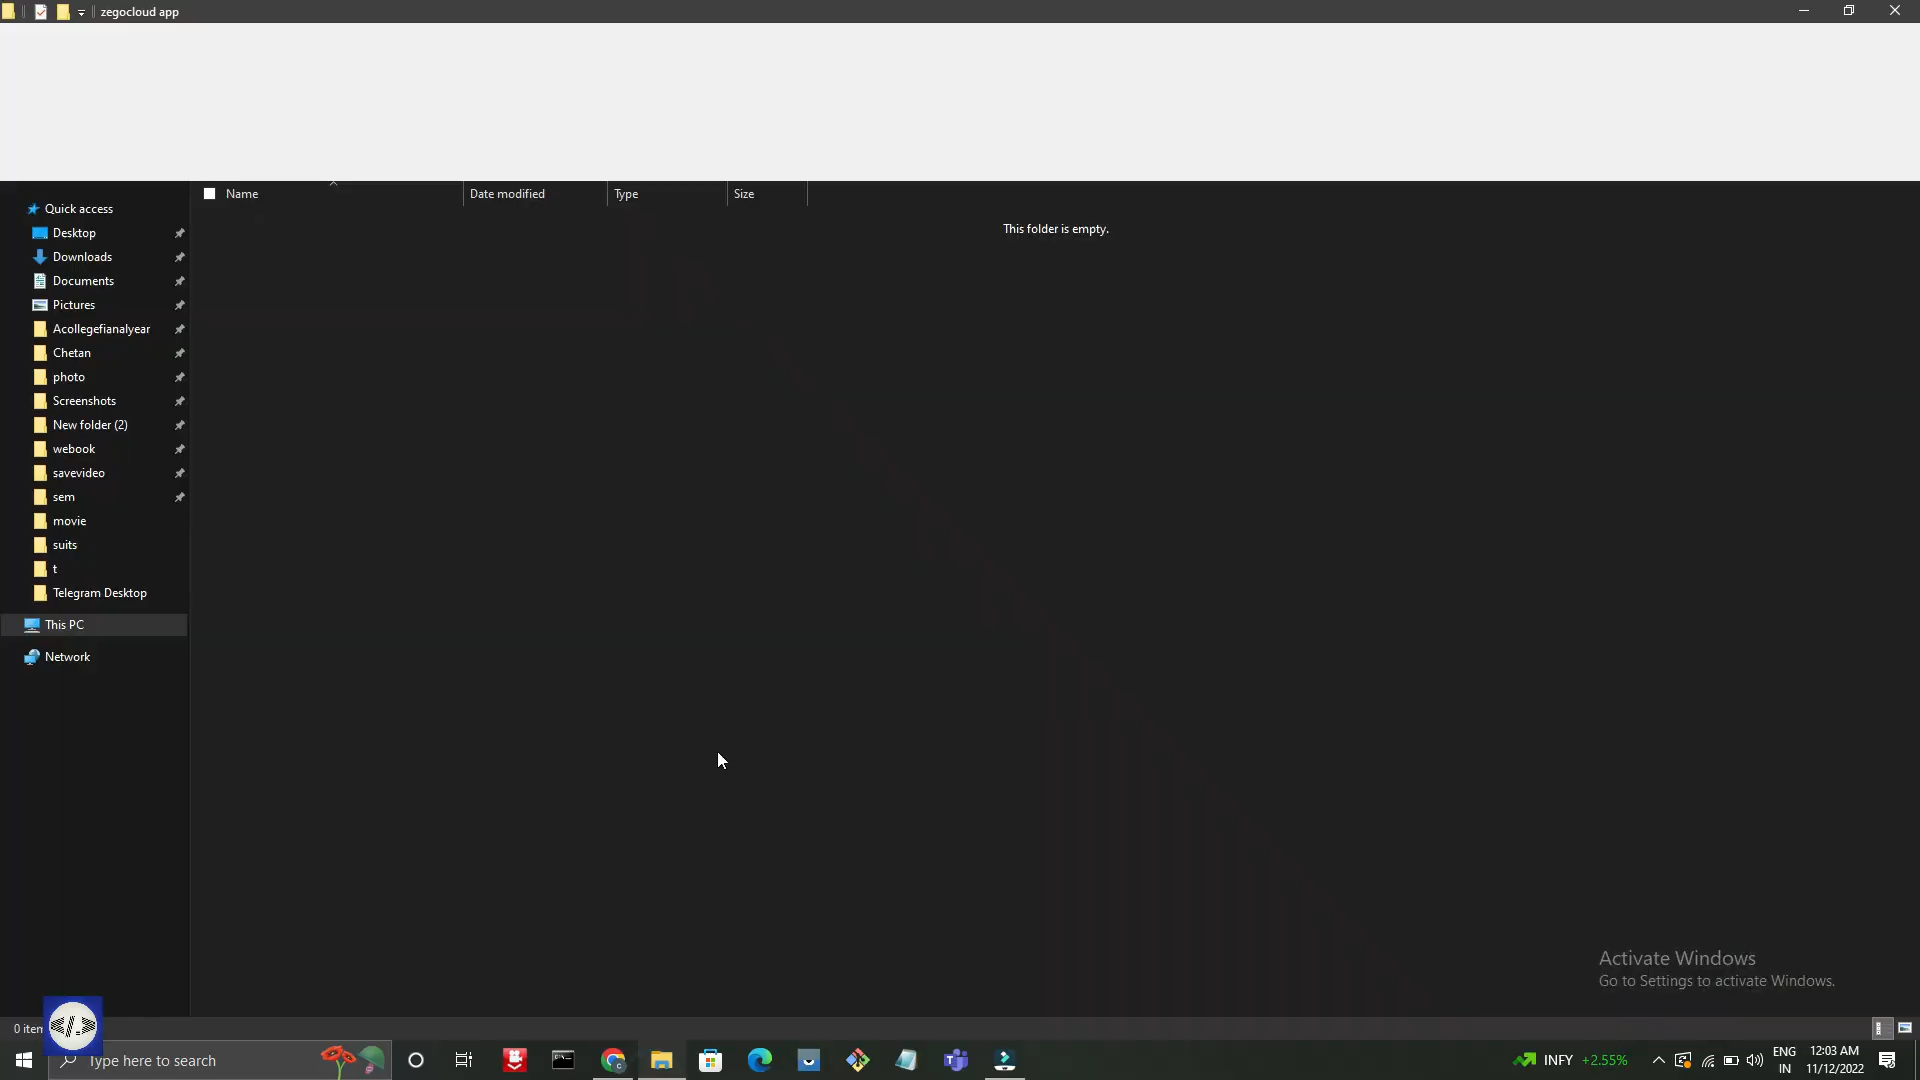 zegocloud app
Name
Date modified
Type
Size
This folder is empty.
Quick access
Desktop
Downloads
Documents
Pictures
Acollegefianalyear
Chetan
photo
Screenshots
New folder (2)
webook
savevideo
sem
movie
suits
t
Telegram Desktop
This PC
Network
Activate Windows
Go to Settings to activate Windows.
0 item
</>
Type here to search
INFY +2.55%
ENG
IN
12:03 AM
11/12/2022